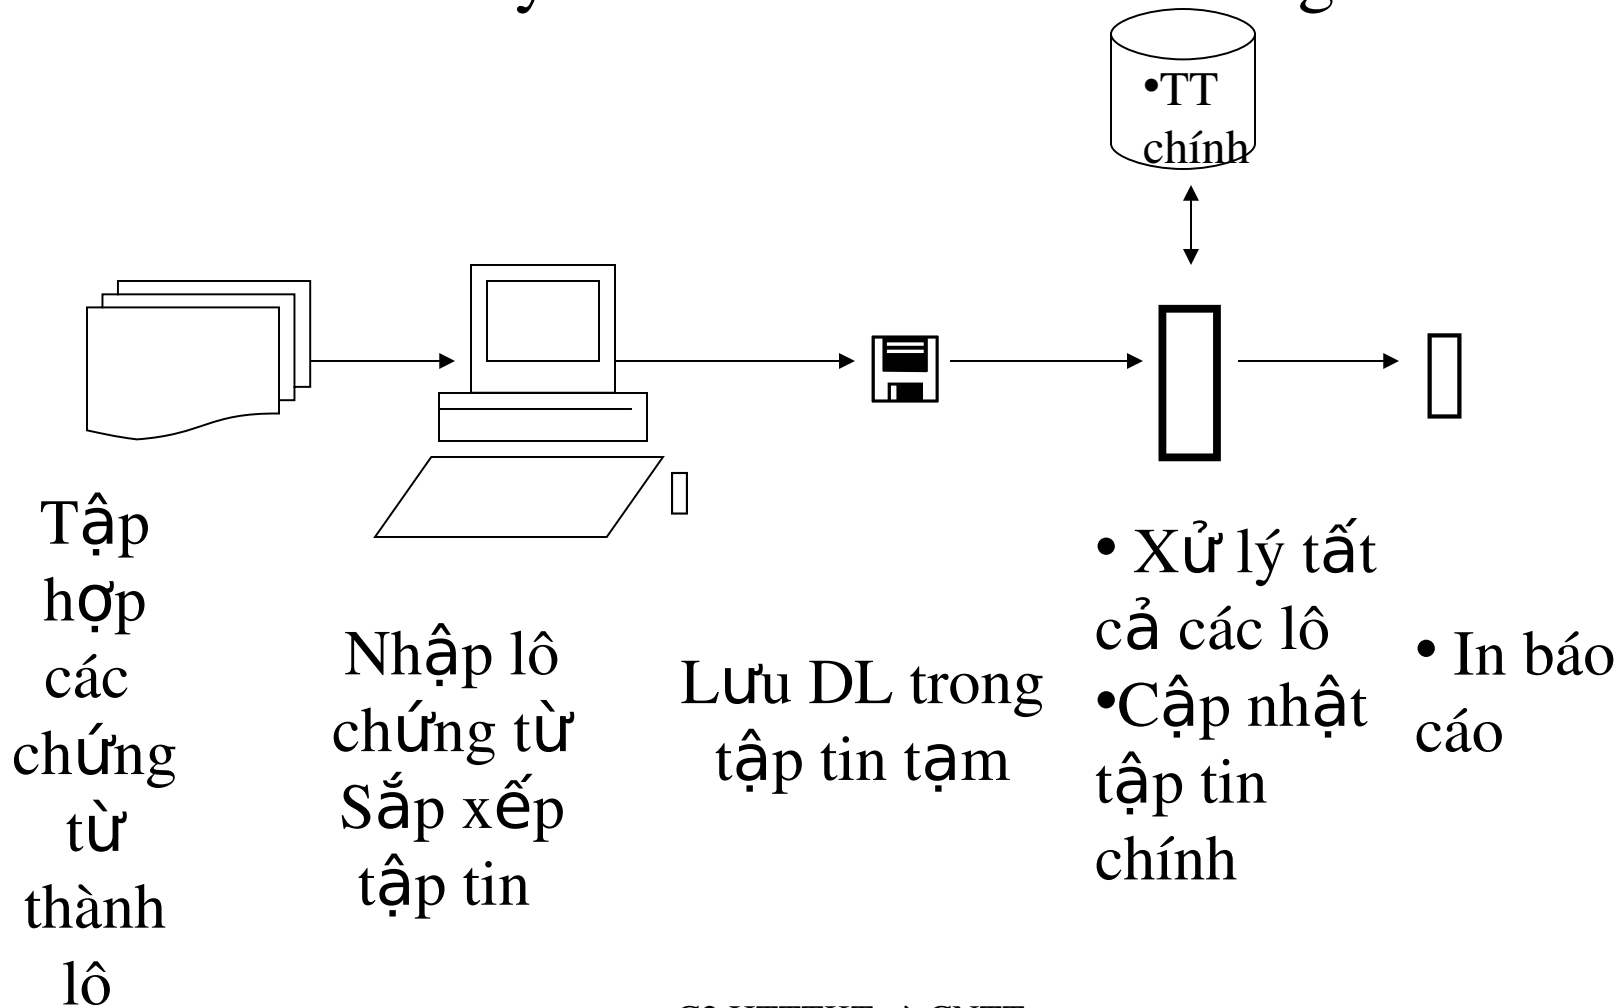 •TT
chính
Tập
hợp
các
chứng
từ
thành
lô
Nhập lô
chứng từ
Sắp xếp
tập tin
Lưu DL trong
tập tin tạm
• Xử lý tất
cả các lô
•Cập nhật
tập tin
chính
• In báo
cáo